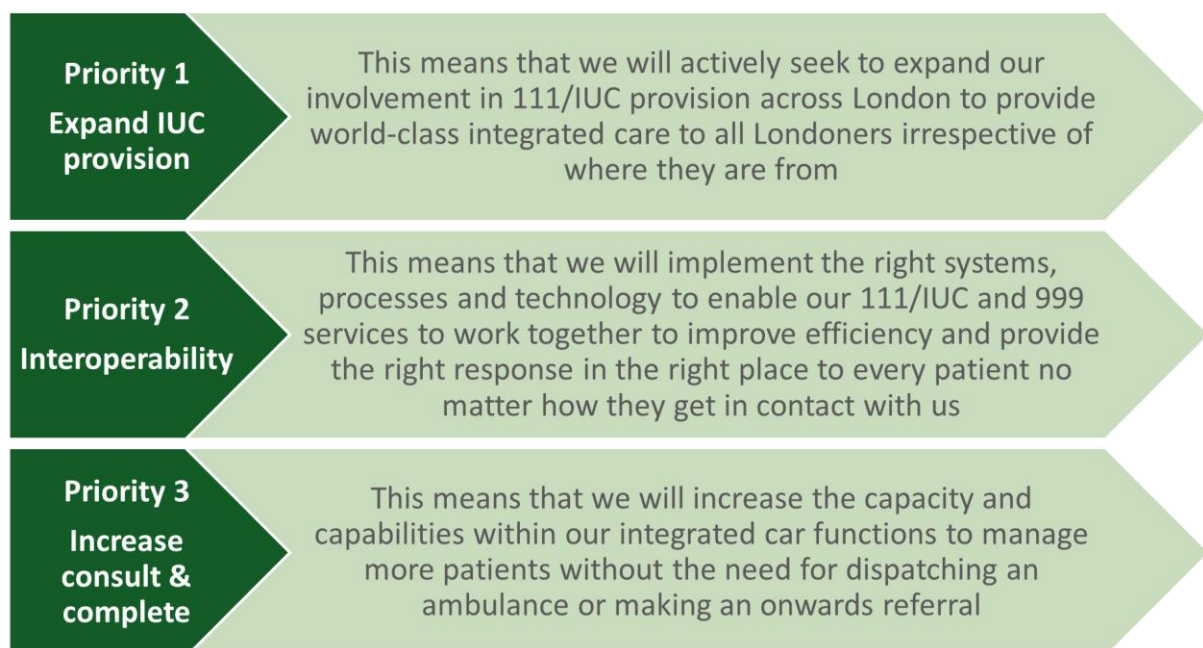 Priority 1
Expand IUC
provision
This means that we will actively seek to expand our
involvement in 111/IUC provision across London to provide
world-class integrated care to all Londoners irrespective of
where they are from
Priority 2
Interoperability
This means that we will implement the right systems,
processes and technology to enable our 111/IUC and 999
services to work together to improve efficiency and provide
the right response in the right place to every patient no
matter how they get in contact with us
Priority 3
Increase
consult &
complete
This means that we will increase the capacity and
capabilities within our integrated car functions to manage
more patients without the need for dispatching an
ambulance or making an onwards referral